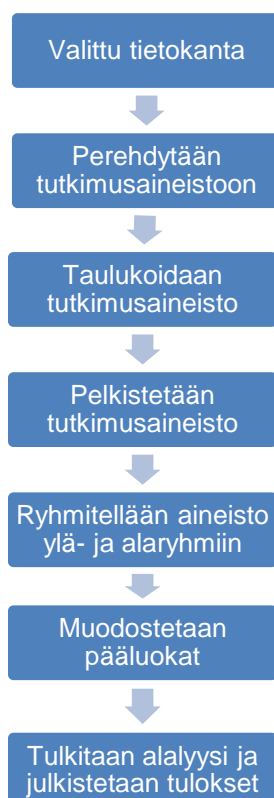 Valittu tietokanta
Perehdytään
tutkimusaineistoon
Taulukoidaan
tutkimusaineisto
Pelkistetään
tutkimusaineisto
Ryhmitellään aineisto
ylä- ja alaryhmiin
Muodostetaan
pääluokat
Tulkitaan alalyysi ja
julkistetaan tulokset